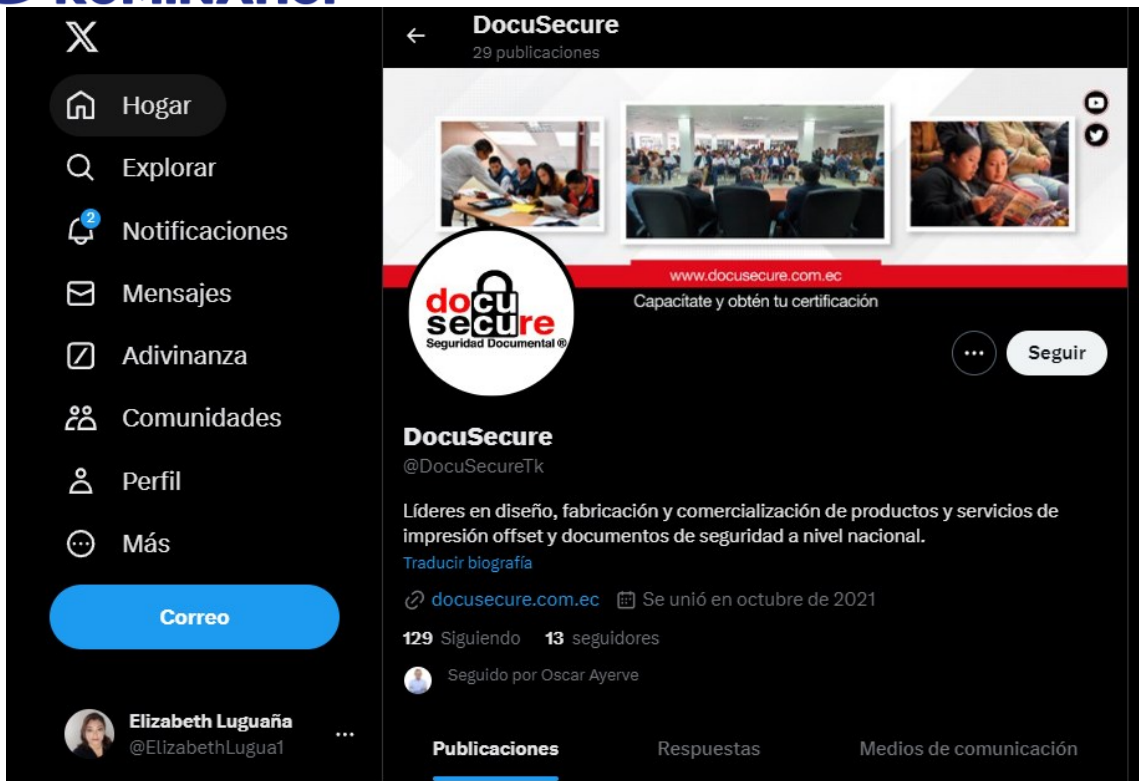 RUMIÑAHUI
X
DocuSecure
29 publicaciones
Hogar
Explorar
2
Notificaciones
Mensajes
Adivinanza
Comunidades
Perfil
Más
Correo
Elizabeth Luguaña
@ElizabethLugua1
www.docusecure.com.ec
Capacítate y obtén tu certificación
docu
secure
Seguridad Documental ®
Seguir
DocuSecure
@DocuSecureTk
Líderes en diseño, fabricación y comercialización de productos y servicios de
impresión offset y documentos de seguridad a nivel nacional.
Traducir biografía
docusecure.com.ec Se unió en octubre de 2021
129 Siguiendo 13 seguidores
Seguido por Oscar Ayerve
Publicaciones Respuestas Medios de comunicación